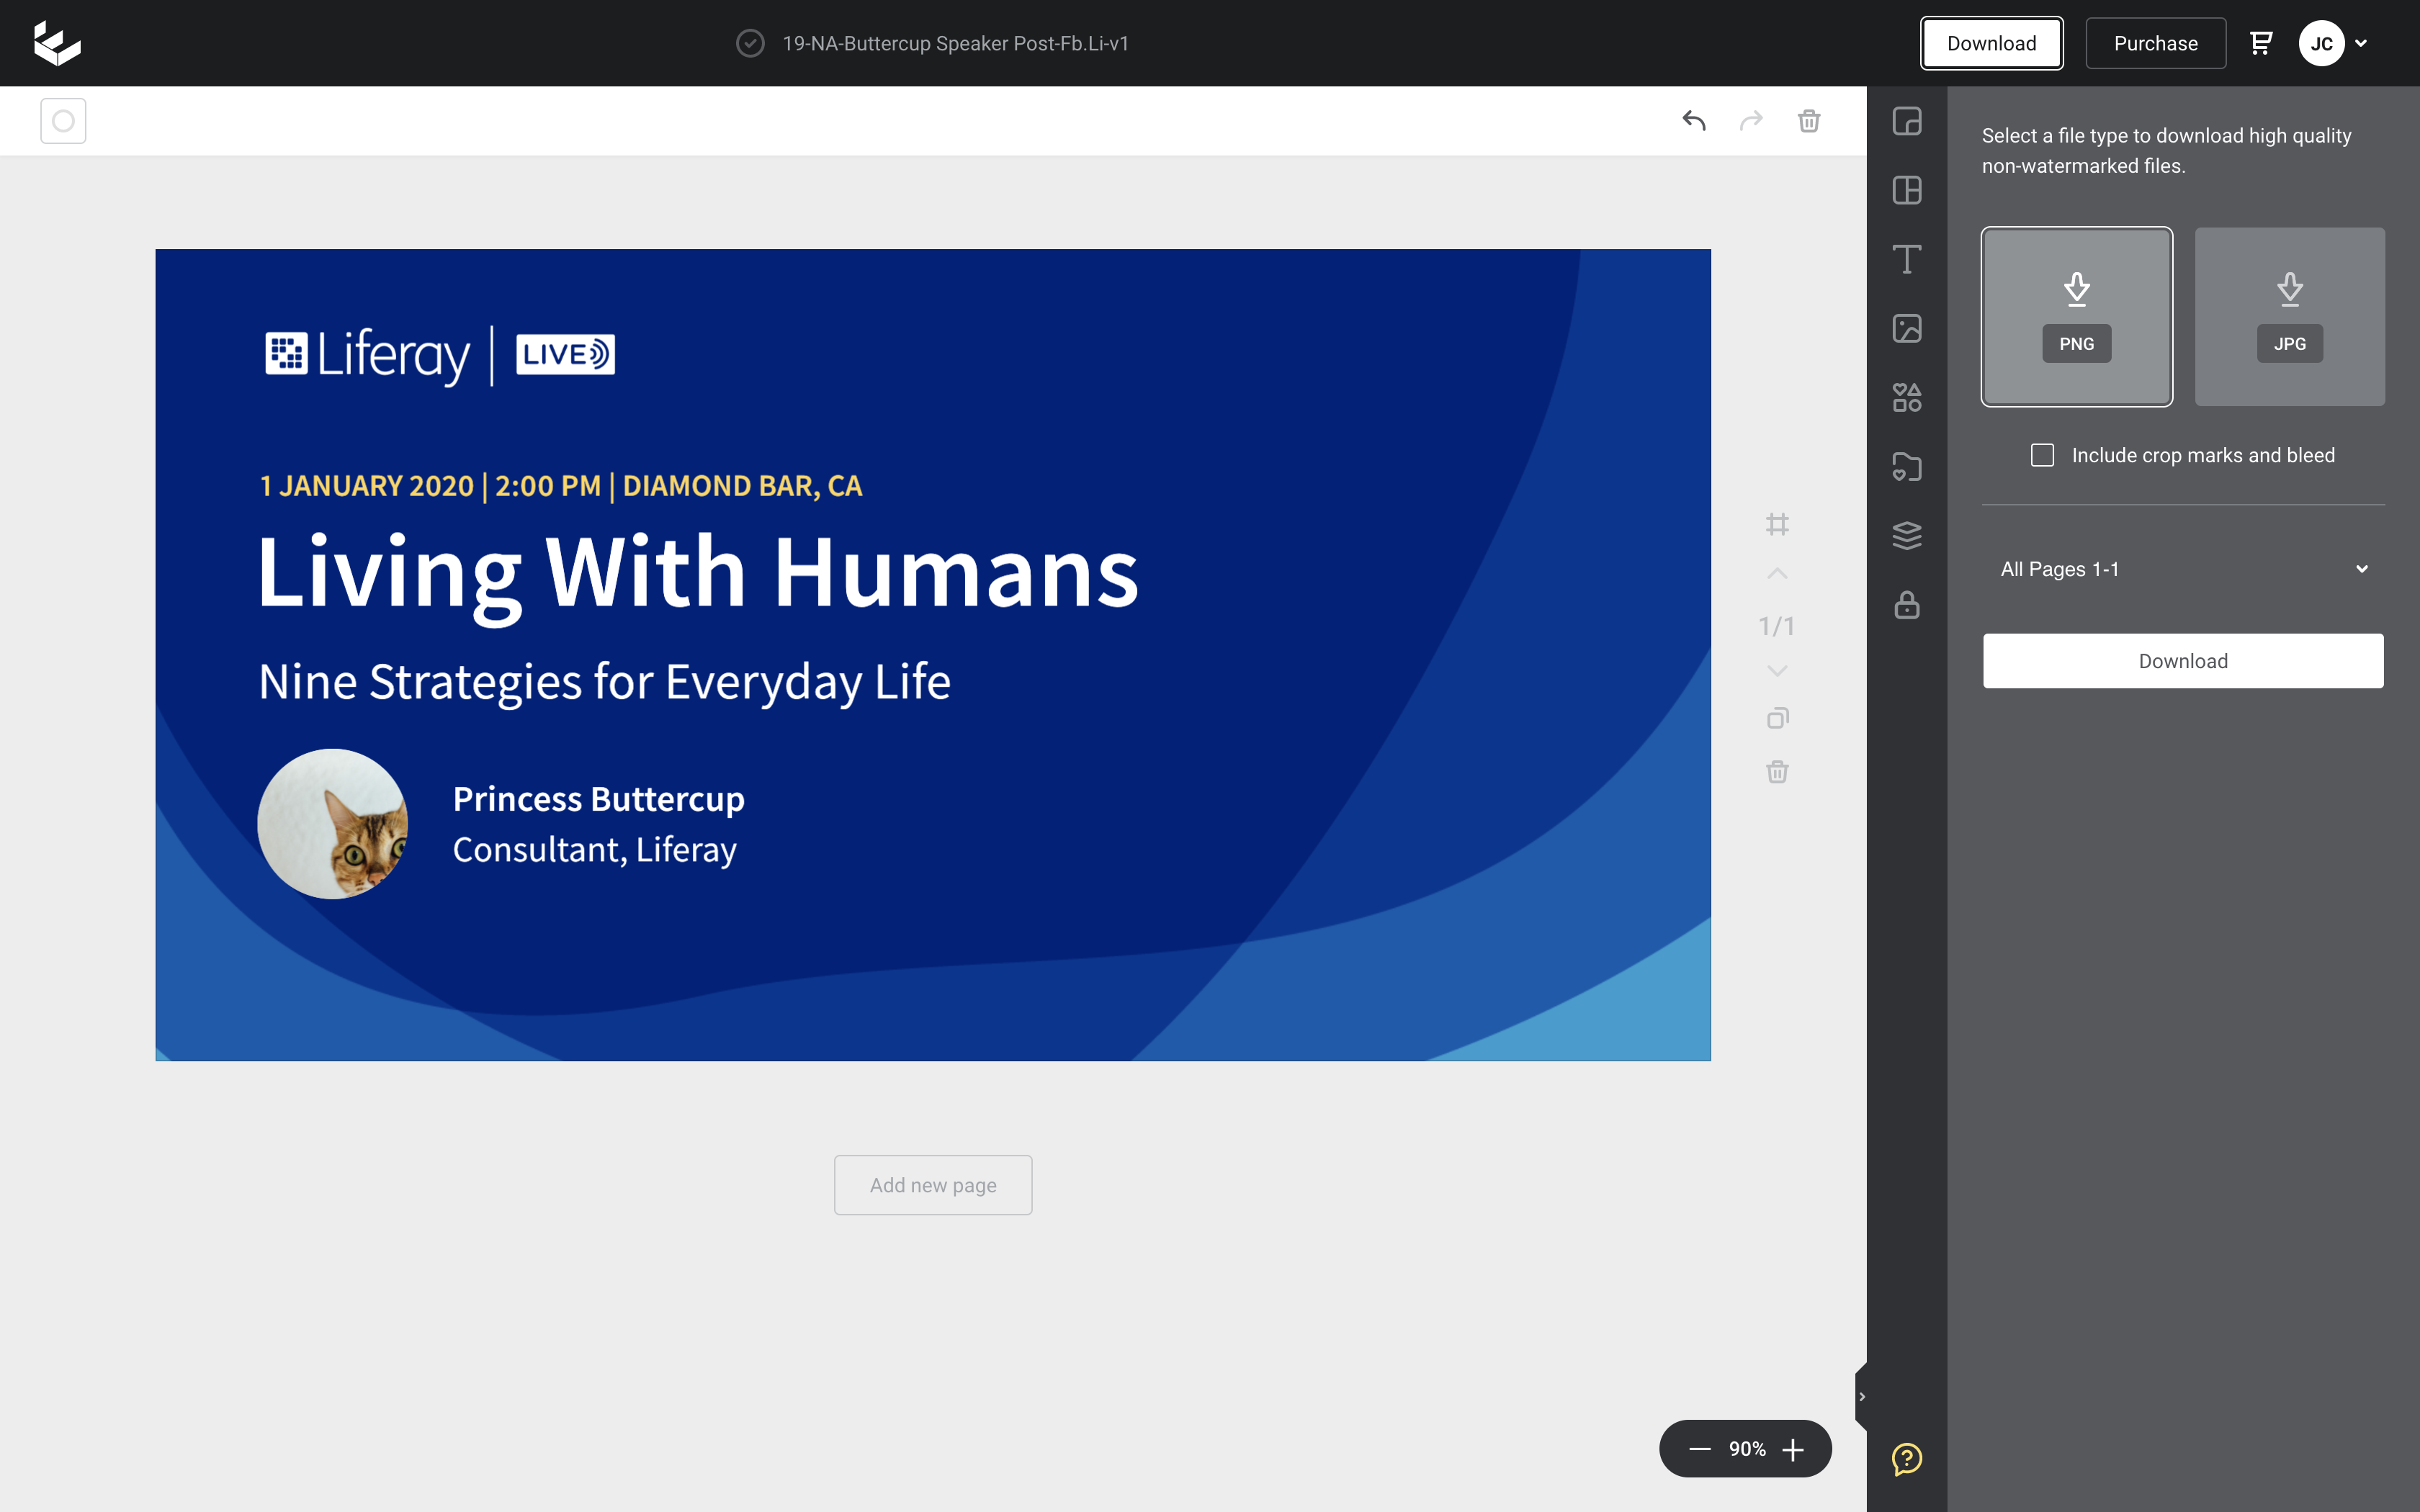 19-NA-Buttercup Speaker Post-Fb.Li-v1
Download
Purchase
JC
Select a file type to download high quality
non-watermarked files.
PNG
JPG
Include crop marks and bleed
All Pages 1-1
Download
Liferay | LIVE
1 JANUARY 2020 | 2:00 PM | DIAMOND BAR, CA
Living With Humans
Nine Strategies for Everyday Life
Princess Buttercup
Consultant, Liferay
1/1
Add new page
90%